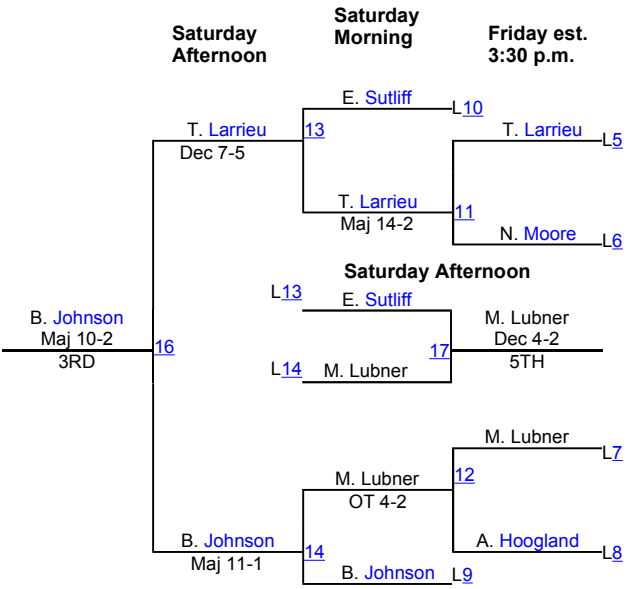 Saturday
Morning
Saturday
Afternoon
Friday est.
3:30 p.m.
E. Sutliff
L10
T. Larrieu
13
T. Larrieu
L5
Dec 7-5
T. Larrieu
11
Maj 14-2
N. Moore
L6
Saturday Afternoon
L13
E. Sutliff
B. Johnson
M. Lubner
Maj 10-2
16
17
Dec 4-2
3RD
5TH
L14
M. Lubner
M. Lubner
L7
M. Lubner
12
OT 4-2
B. Johnson
14
A. Hoogland
L8
Maj 11-1
B. Johnson
L9